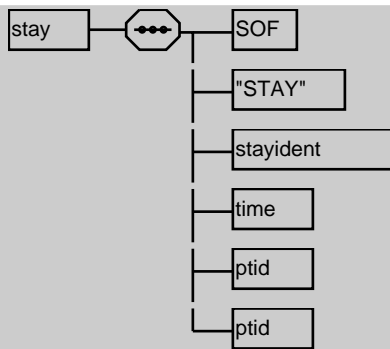 stay SOF
"STAY"
stayident
time
ptid
ptid